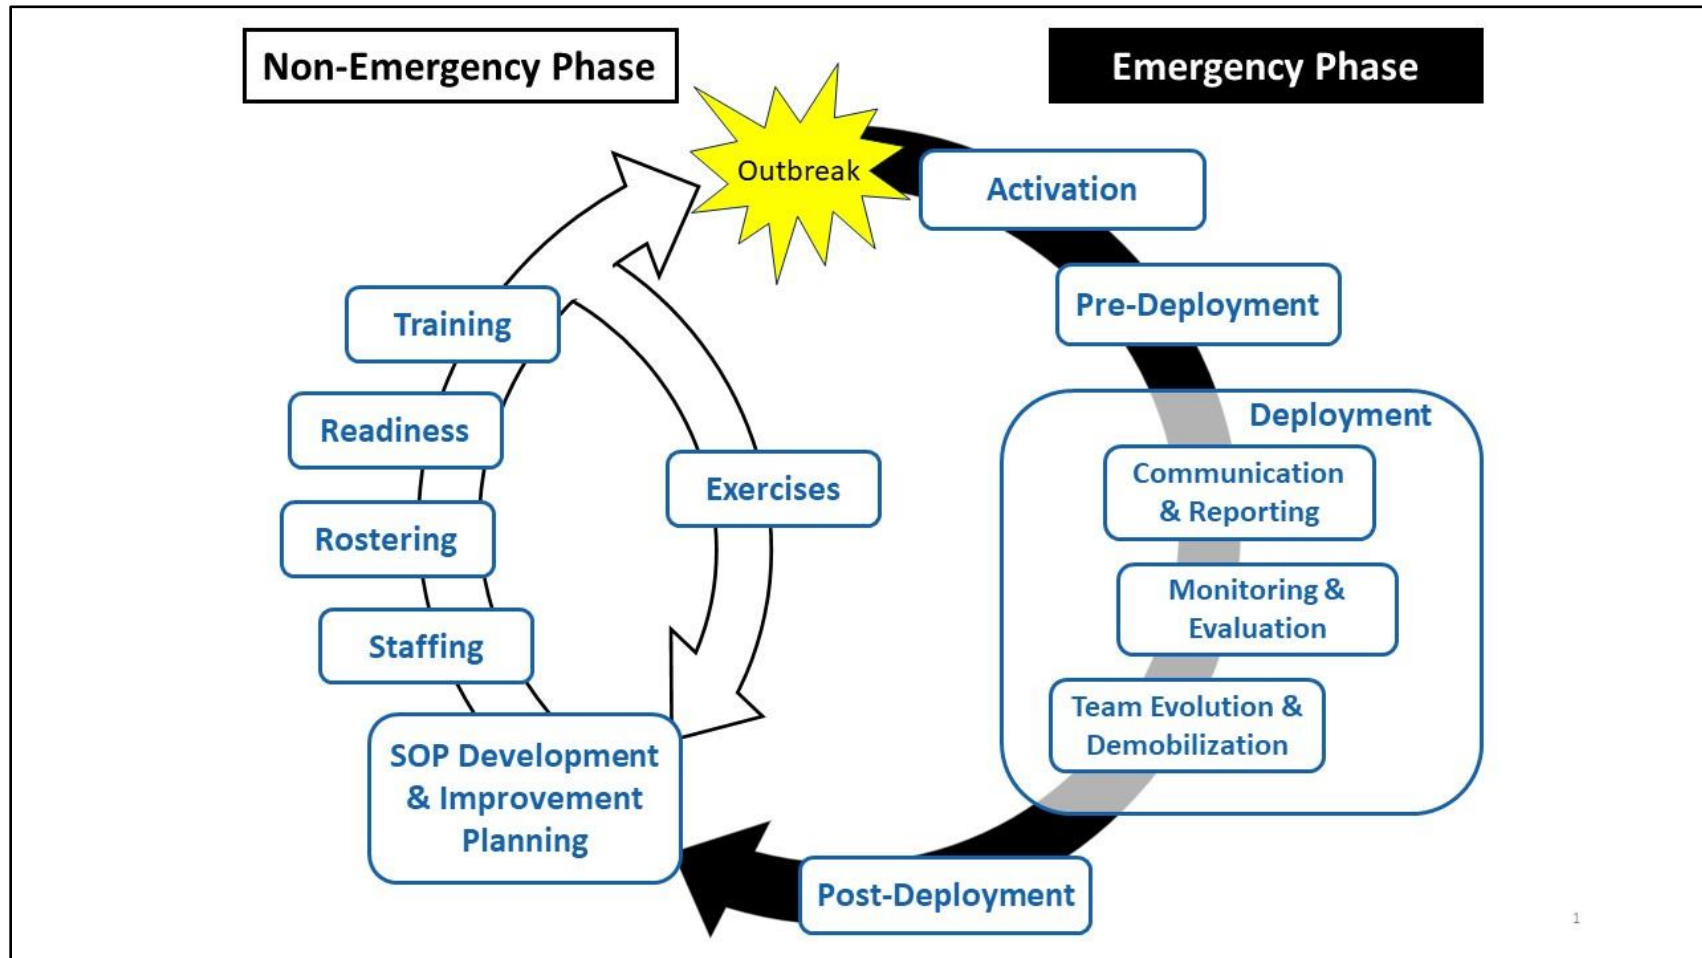 Non-Emergency Phase
Emergency Phase
Outbreak
Activation
Pre-Deployment
Training
Deployment
Readiness
Communication
& Reporting
Exercises
Rostering
Monitoring &
Evaluation
Staffing
Team Evolution &
Demobilization
SOP Development
& Improvement
Planning
Post-Deployment
1